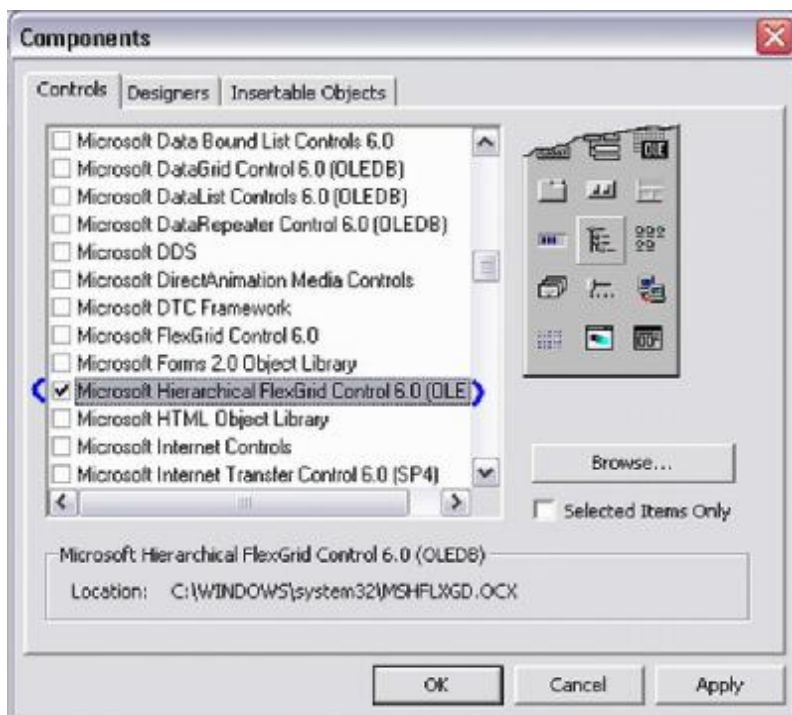 Components
Controls
Designers
Insertable Objects
Microsoft Data Bound List Controls 6.0
Microsoft DataGrid Control 6.0 (OLEDB)
Microsoft DataList Controls 6.0 (OLEDB)
Microsoft DataRepeater Control 6.0 (OLEDB)
Microsoft DDS
Microsoft DirectAnimation Media Controls
Microsoft DTC Framework
Microsoft FlexGrid Control 6.0
Microsoft Forms 2.0 Object Library
Microsoft Hierarchical FlexGrid Control 6.0 (OLE
Microsoft HTML Object Library
Microsoft Internet Controls
Microsoft Internet Transfer Control 6.0 (SP4)
OLE
Browse...
Selected Items Only
Microsoft Hierarchical FlexGrid Control 6.0 (OLEDB)
Location: C:\WINDOWS\system32\MSHFLXGD.OCX
OK
Cancel
Apply